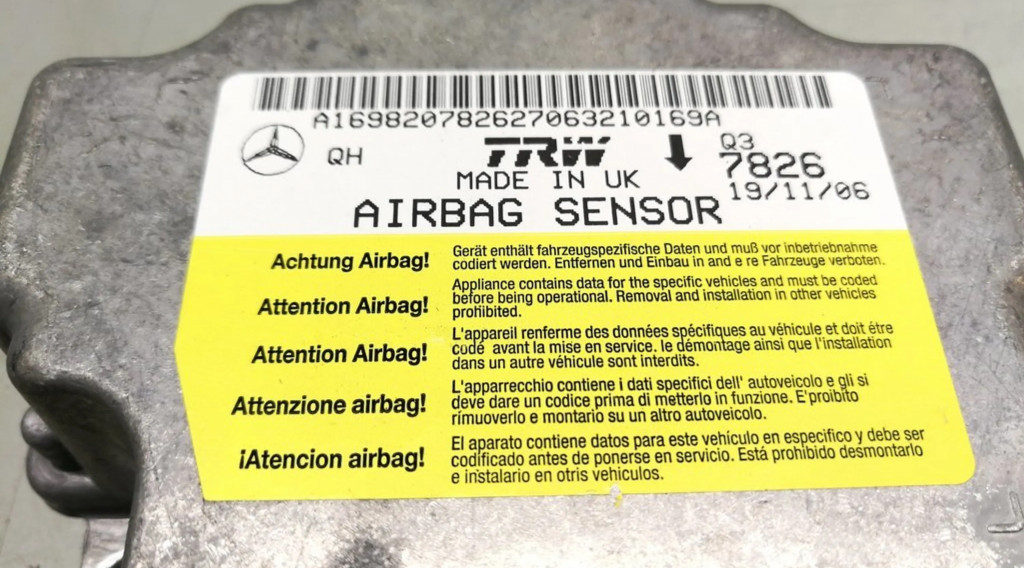 A169820782627063210169A
QH
TRW
Q3
7826
MADE IN UK
19/11/06
AIRBAG SENSOR
Achtung Airbag!
Gerät enthält fahrzeugspezifische Daten und muß vor inbetriebnahme
codiert werden. Entfernen und Einbau in and e re Fahrzeuge verboten.
Attention Airbag!
Appliance contains data for the specific vehicles and must be coded
before being operational. Removal and installation in other vehicles
prohibited.
Attention Airbag!
L'appareil renferme des données spécifiques au véhicule et doit étre
codé avant la mise en service. le démontage ainsi que l'installation
dans un autre véhicule sont interdits.
Attenzione airbag!
L'apparrecchio contiene i dati specifici dell' autoveicolo e gli si
deve dare un codice prima di metterlo in funzione. E'proibito
rimuoverlo e montario su un altro autoveicolo.
¡Atencion airbag!
El aparato contiene datos para este vehículo en especifico y debe ser
codificado antes de ponerse en servicio. Está prohibido desmontarlo
e instalario en otris vehiculos.